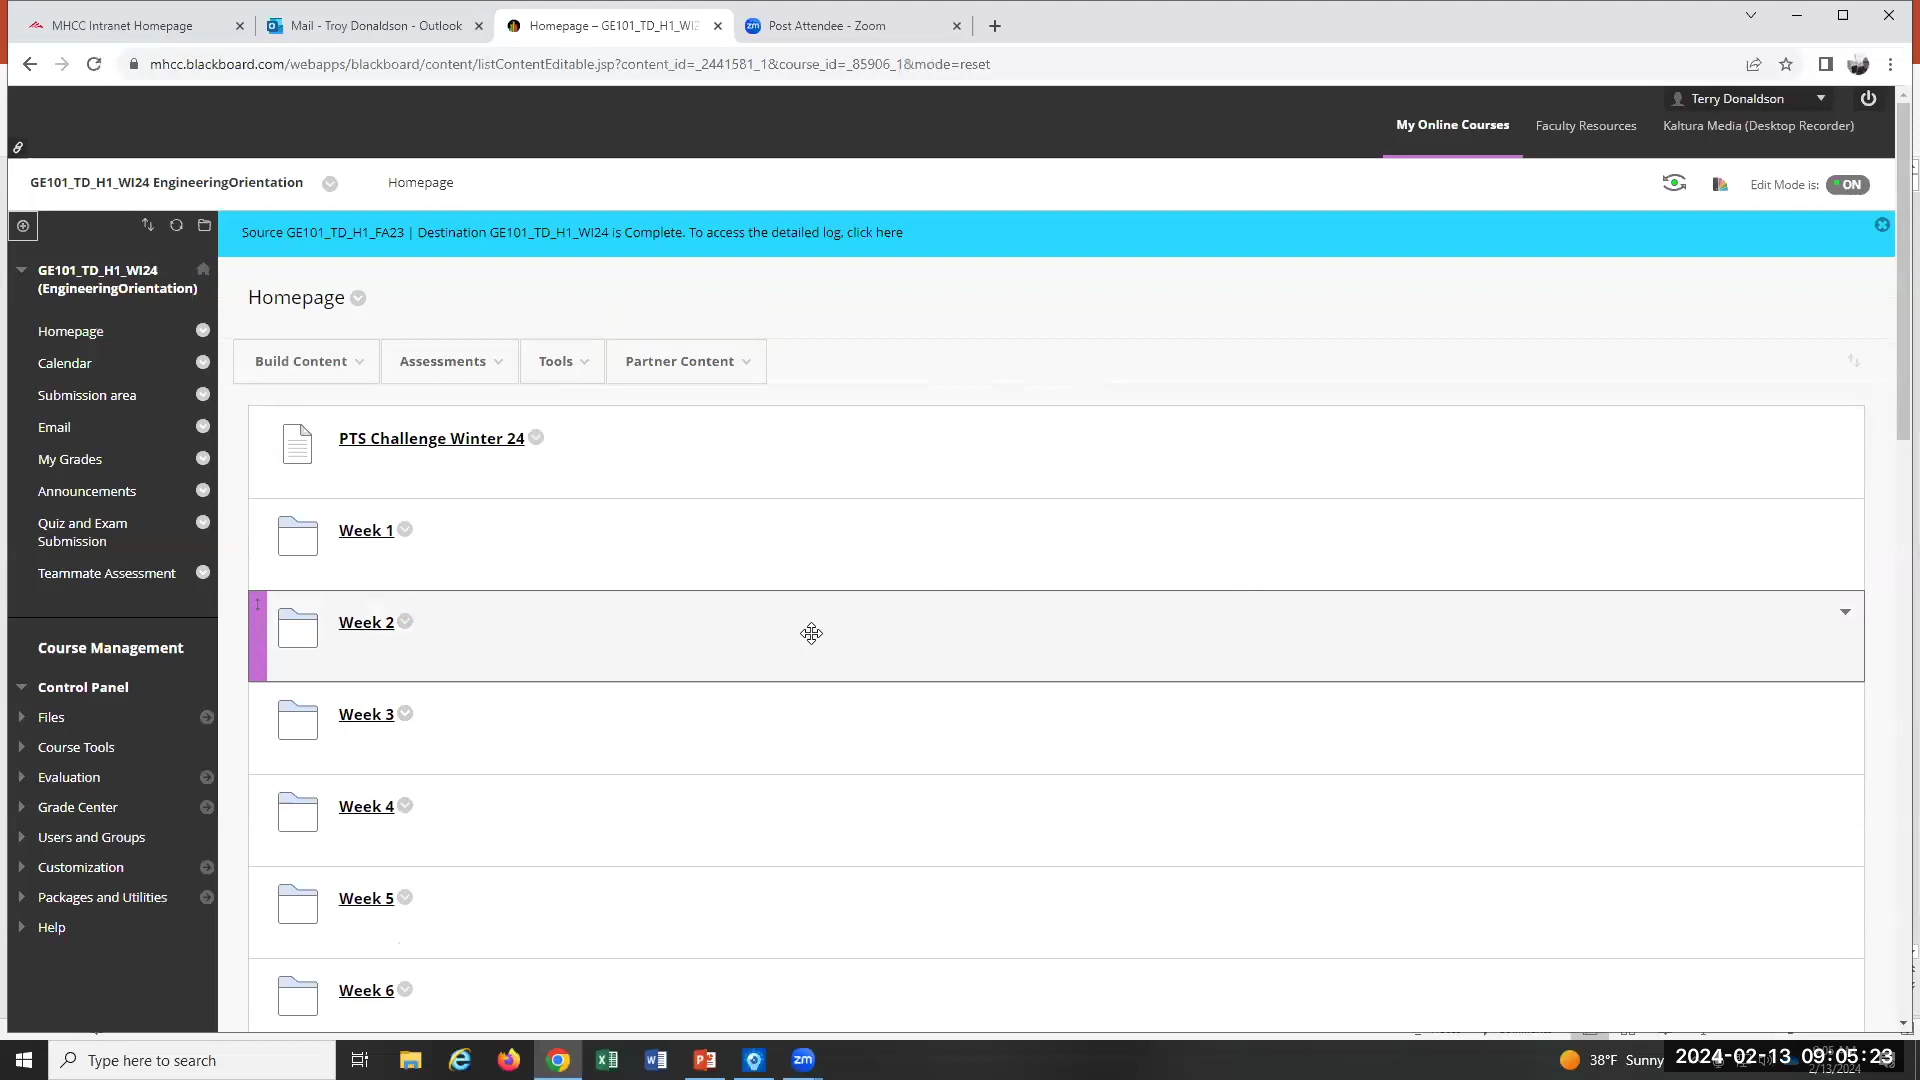 MHCC Intranet Homepage
Mail - Troy Donaldson - Outlook
Homepage – GE101_TD_H1_WI2
Post Attendee - Zoom
mhcc.blackboard.com/webapps/blackboard/content/listContentEditable.jsp?content_id=_2441581_1&course_id=_85906_1&mode=reset
Terry Donaldson
My Online Courses
Faculty Resources
Kaltura Media (Desktop Recorder)
GE101_TD_H1_WI24 EngineeringOrientation
Homepage
Edit Mode is:
ON
Source GE101_TD_H1_FA23 | Destination GE101_TD_H1_WI24 is Complete. To access the detailed log, click here
GE101_TD_H1_WI24
(EngineeringOrientation)
Homepage
Calendar
Submission area
Email
My Grades
Announcements
Quiz and Exam
Submission
Teammate Assessment
Course Management
Control Panel
Files
Course Tools
Evaluation
Grade Center
Users and Groups
Customization
Packages and Utilities
Help
Homepage
Build Content
Assessments
Tools
Partner Content
PTS Challenge Winter 24
Week 1
Week 2
Week 3
Week 4
Week 5
Week 6
Type here to search
zm
38°F Sunny
2024-02-13 09:05:23
2/13/2024